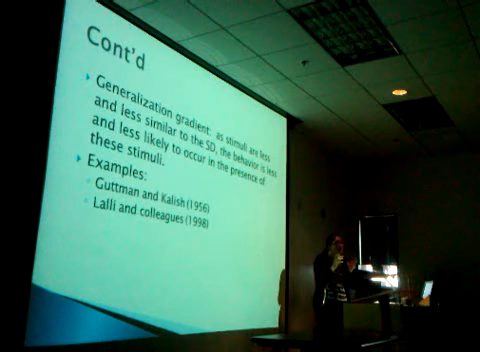 Cont'd
Generalization gradient: as stimuli are less
and less similar to the SD, the behavior is less
and less likely to occur in the presence of
these stimuli.
Examples:
Guttman and Kalish (1956)
Lalli and colleagues (1998)